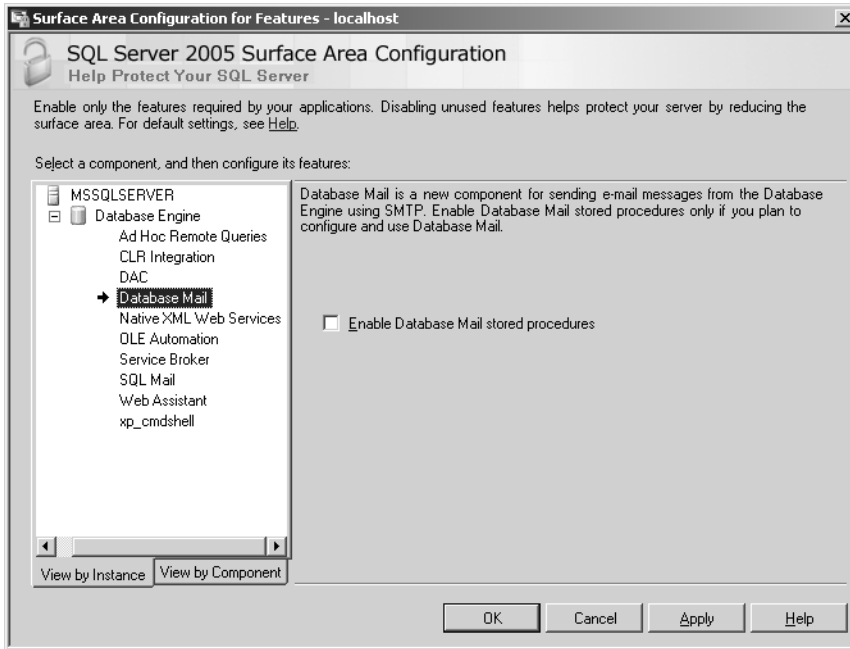 Surface Area Configuration for Features - localhost
SQL Server 2005 Surface Area Configuration
Help Protect Your SQL Server
Enable only the features required by your applications. Disabling unused features helps protect your server by reducing the
surface area. For default settings, see Help.
Select a component, and then configure its features:
MSSQLSERVER
Database Engine
Ad Hoc Remote Queries
CLR Integration
DAC
Database Mail
Native XML Web Services
OLE Automation
Service Broker
SQL Mail
Web Assistant
xp_cmdshell
View by Instance
View by Component
Database Mail is a new component for sending e-mail messages from the Database
Engine using SMTP. Enable Database Mail stored procedures only if you plan to
configure and use Database Mail.
Enable Database Mail stored procedures
OK
Cancel
Apply
Help